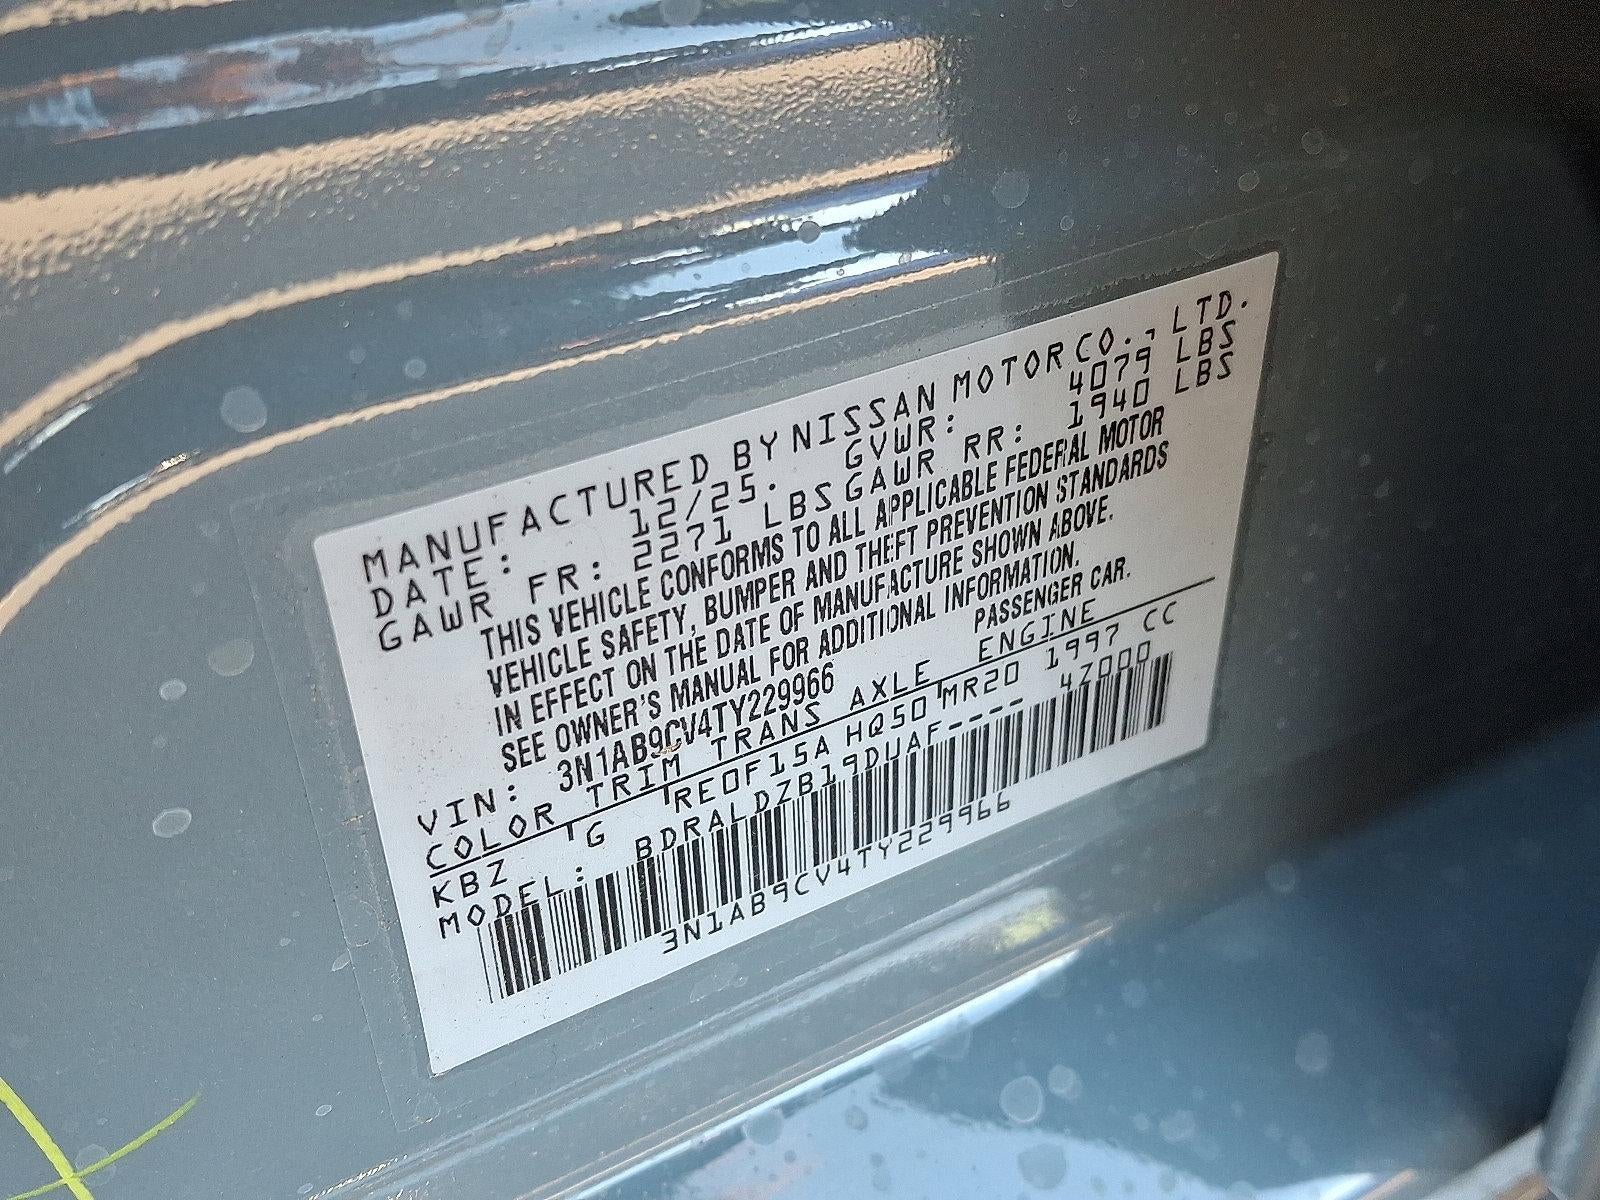 MANUFACTURED BY NISSAN MOTOR CO., LTD.
DATE: 12/25. GVWR: 4079 LBS
GAWR FR: 2271 LBS GAWR RR: 1940 LBS
THIS VEHICLE CONFORMS TO ALL APPLICABLE FEDERAL MOTOR
VEHICLE SAFETY, BUMPER AND THEFT PREVENTION STANDARDS
IN EFFECT ON THE DATE OF MANUFACTURE SHOWN ABOVE.
SEE OWNER'S MANUAL FOR ADDITIONAL INFORMATION.
VIN: 3N1AB9CV4TY229966 PASSENGER CAR.
COLOR TRIM TRANS AXLE ENGINE
KBZ G RE0F15A HQ50 MR20 1997 CC
MODEL: BDRALDZB19DUAF---- 4Z000
3N1AB9CV4TY229966